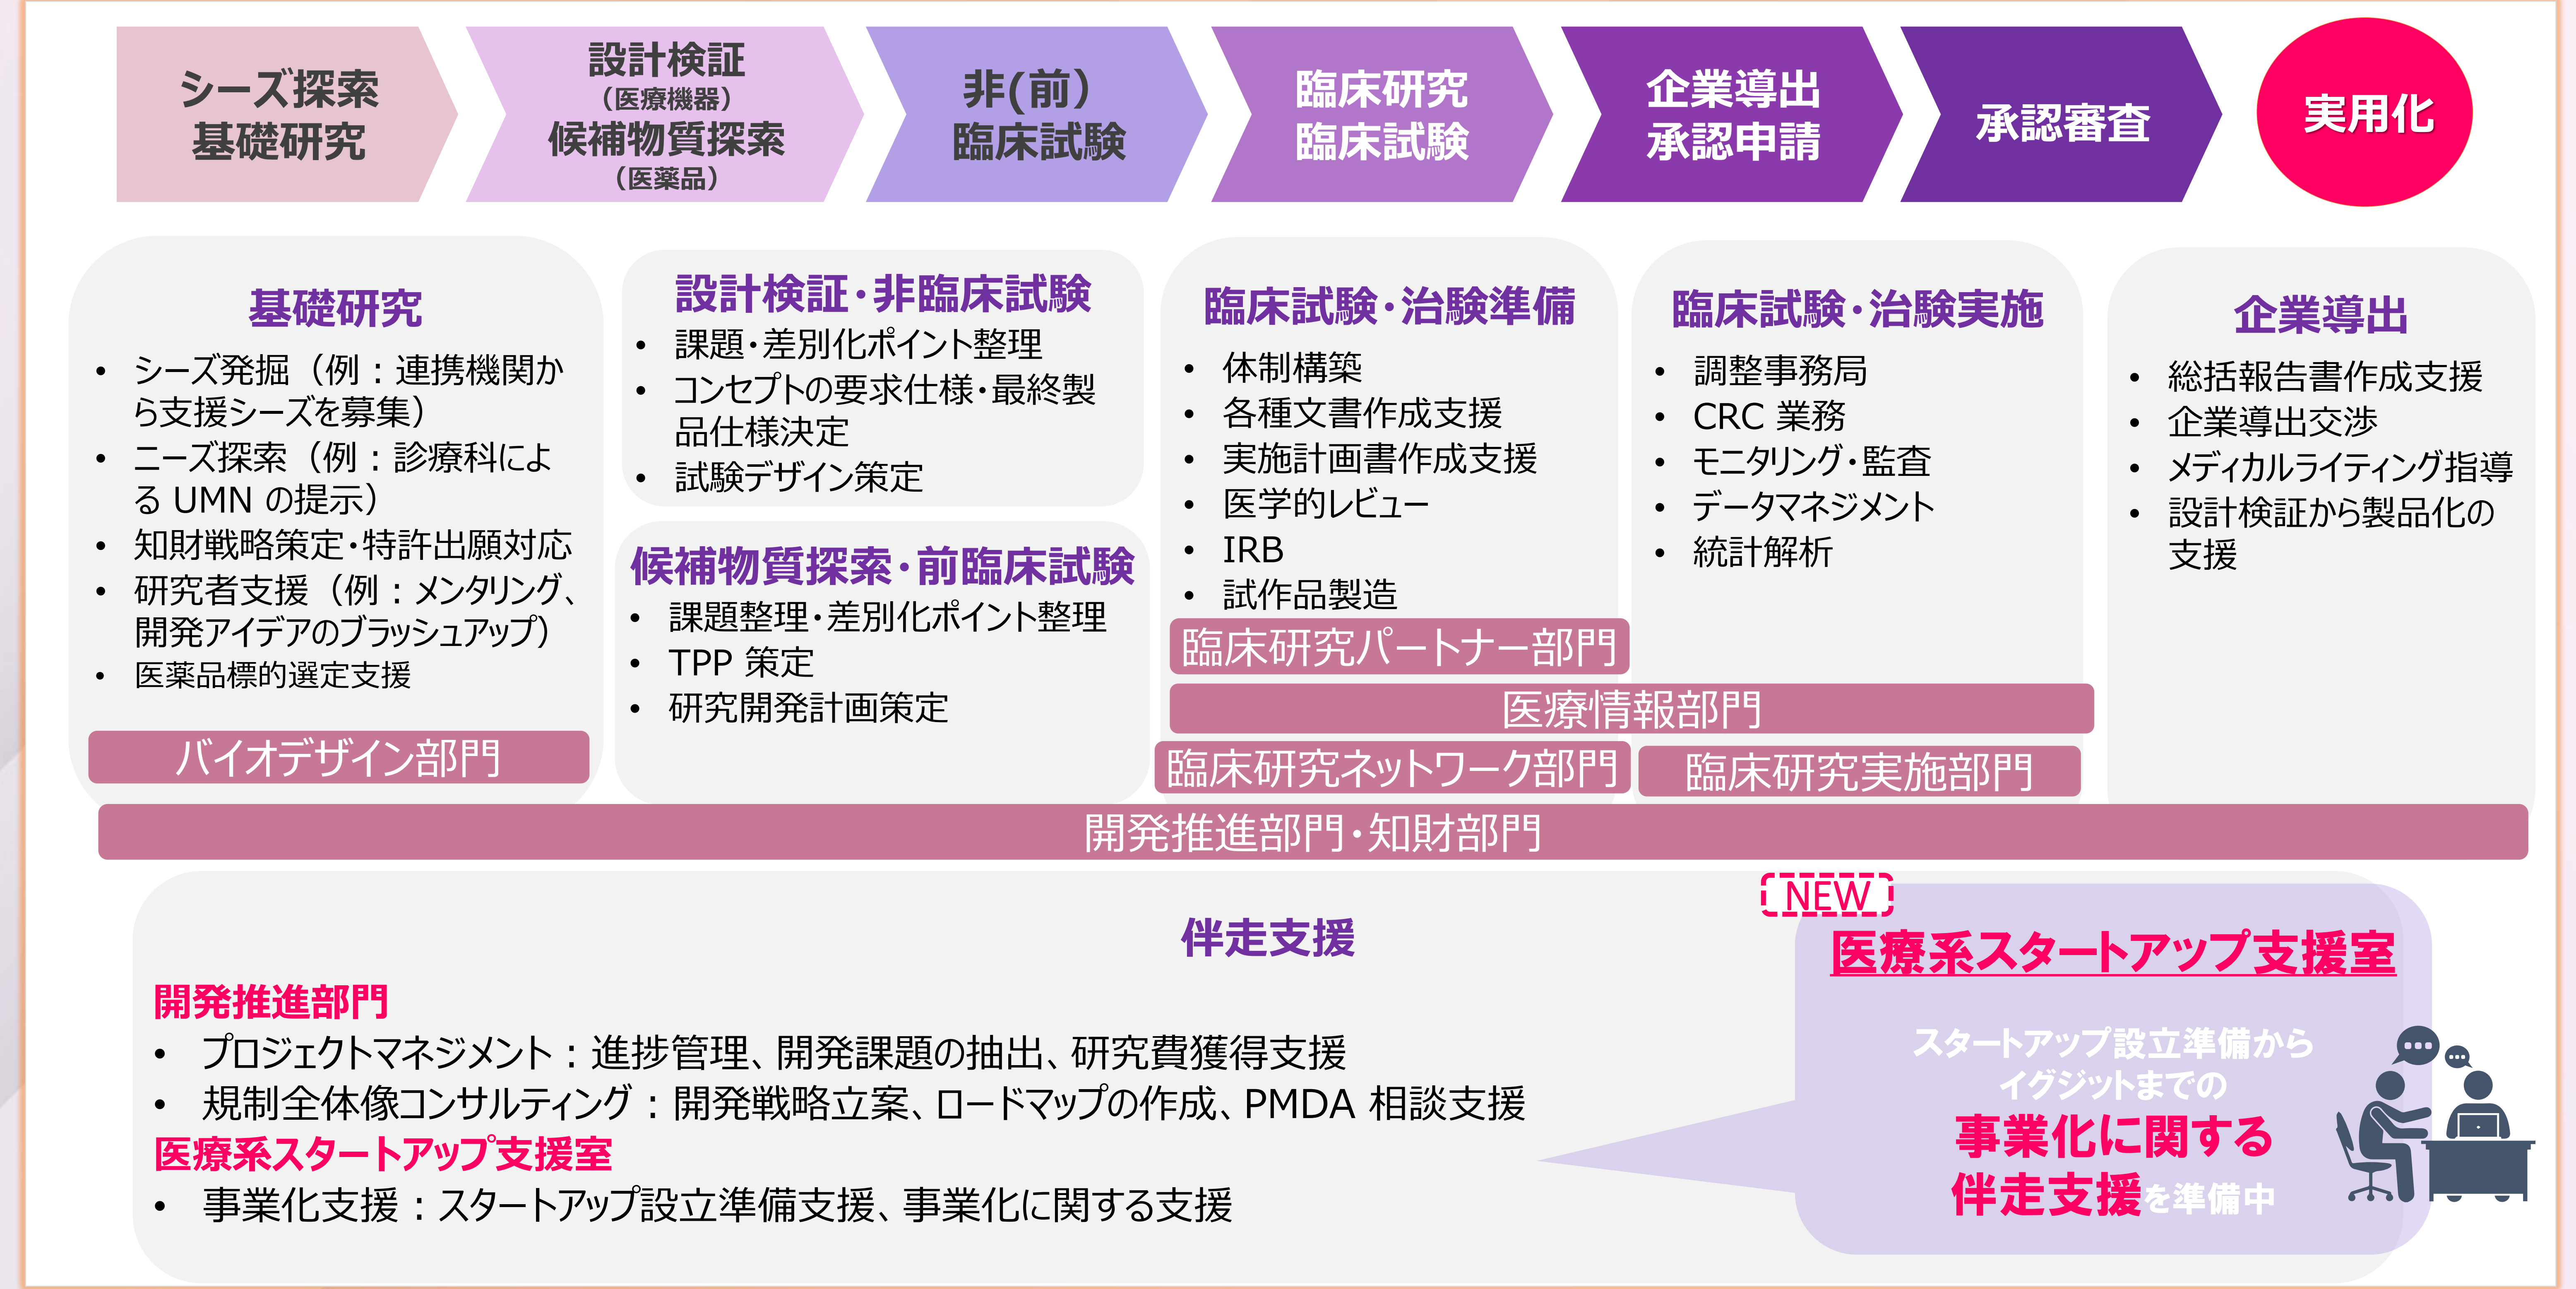 シーズ探索
基礎研究
設計検証
（医療機器）
候補物質探索
（医薬品）
非(前）
臨床試験
臨床研究
臨床試験
企業導出
承認申請
承認審査
実用化
基礎研究
• シーズ発掘（例：連携機関か
ら支援シーズを募集）
• ニーズ探索（例：診療科によ
る UMN の提示）
• 知財戦略策定・特許出願対応
• 研究者支援（例：メンタリング、
開発アイデアのブラッシュアップ）
• 医薬品標的選定支援
バイオデザイン部門
設計検証・非臨床試験
• 課題・差別化ポイント整理
• コンセプトの要求仕様・最終製
品仕様決定
• 試験デザイン策定
候補物質探索・前臨床試験
• 課題整理・差別化ポイント整理
• TPP 策定
• 研究開発計画策定
臨床試験・治験準備
• 体制構築
• 各種文書作成支援
• 実施計画書作成支援
• 医学的レビュー
• IRB
• 試作品製造
臨床研究パートナー部門
臨床試験・治験実施
• 調整事務局
• CRC 業務
• モニタリング・監査
• データマネジメント
• 統計解析
医療情報部門
臨床研究ネットワーク部門
臨床研究実施部門
企業導出
• 総括報告書作成支援
• 企業導出交渉
• メディカルライティング指導
• 設計検証から製品化の
支援
開発推進部門・知財部門
伴走支援
開発推進部門
• プロジェクトマネジメント：進捗管理、開発課題の抽出、研究費獲得支援
• 規制全体像コンサルティング：開発戦略立案、ロードマップの作成、PMDA 相談支援
医療系スタートアップ支援室
• 事業化支援：スタートアップ設立準備支援、事業化に関する支援
NEW
医療系スタートアップ支援室
スタートアップ設立準備から
イグジットまでの
事業化に関する
伴走支援を準備中